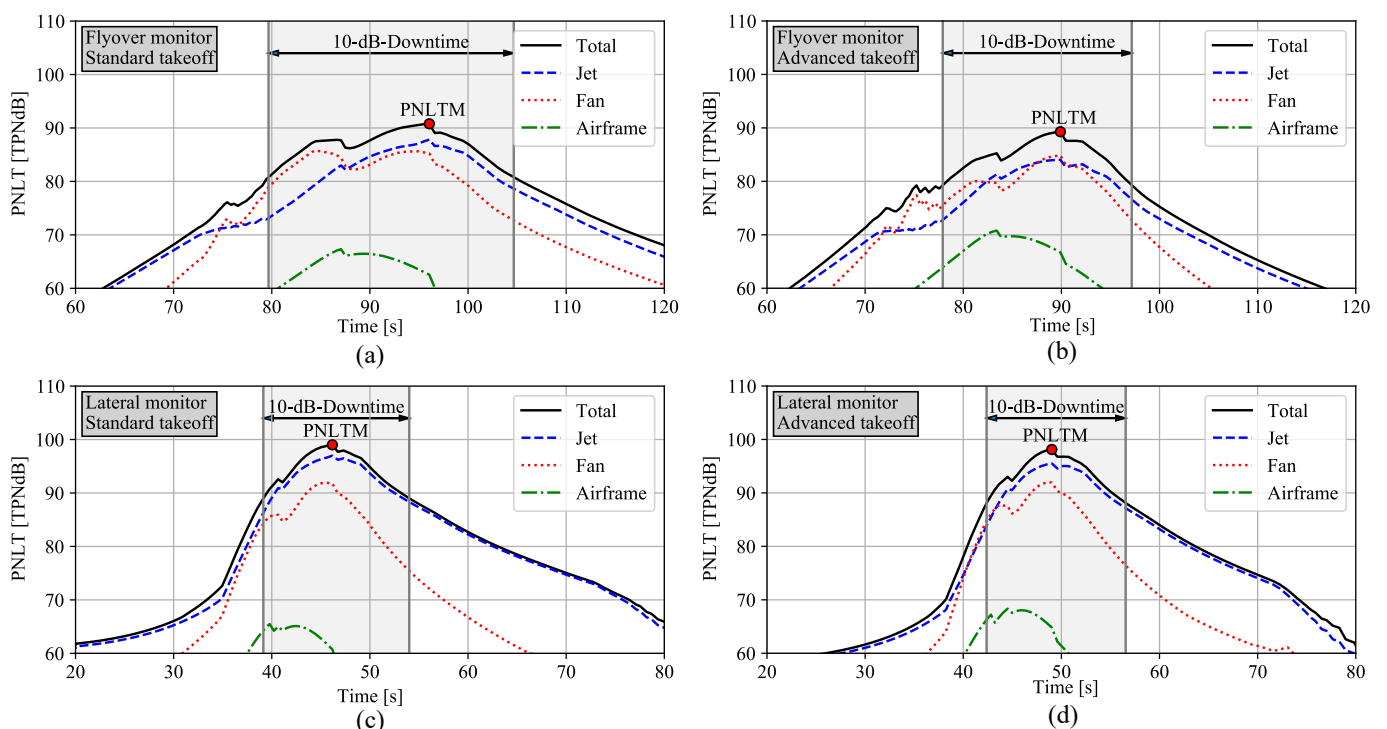 110
100
90
80
70
60
PNLT [TPNdB]
Flyover monitor
Standard takeoff
10-dB-Downtime
PNLTM
Total
Jet
Fan
Airframe
60 70 80 90 100 110 120
Time [s]
(a)
110
100
90
80
70
60
PNLT [TPNdB]
Flyover monitor
Advanced takeoff
10-dB-Downtime
PNLTM
Total
Jet
Fan
Airframe
60 70 80 90 100 110 120
Time [s]
(b)
110
100
90
80
70
60
PNLT [TPNdB]
Lateral monitor
Standard takeoff
10-dB-Downtime
PNLTM
Total
Jet
Fan
Airframe
20 30 40 50 60 70 80
Time [s]
(c)
110
100
90
80
70
60
PNLT [TPNdB]
Lateral monitor
Advanced takeoff
10-dB-Downtime
PNLTM
Total
Jet
Fan
Airframe
20 30 40 50 60 70 80
Time [s]
(d)